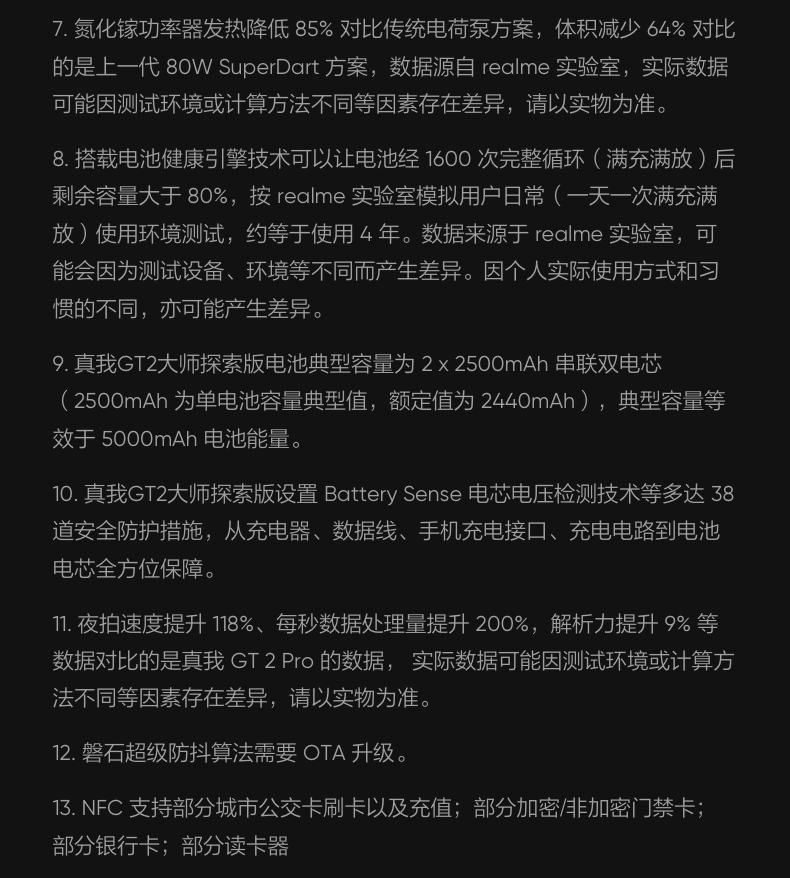 7. 氮化镓功率器发热降低 85% 对比传统电荷泵方案，体积减少 64% 对比
的是上一代 80W SuperDart 方案，数据源自 realme 实验室，实际数据
可能因测试环境或计算方法不同等因素存在差异，请以实物为准。
8. 搭载电池健康引擎技术可以让电池经 1600 次完整循环（满充满放）后
剩余容量大于 80%，按 realme 实验室模拟用户日常（一天一次满充满
放）使用环境测试，约等于使用 4 年。数据来源于 realme 实验室，可
能会因为测试设备、环境等不同而产生差异。因个人实际使用方式和习
惯的不同，亦可能产生差异。
9. 真我GT2大师探索版电池典型容量为 2 x 2500mAh 串联双电芯
（2500mAh 为单电池容量典型值，额定值为 2440mAh），典型容量等
效于 5000mAh 电池能量。
10. 真我GT2大师探索版设置 Battery Sense 电芯电压检测技术等多达 38
道安全防护措施，从充电器、数据线、手机充电接口、充电电路到电池
电芯全方位保障。
11. 夜拍速度提升 118%、每秒数据处理量提升 200%，解析力提升 9% 等
数据对比的是真我 GT 2 Pro 的数据， 实际数据可能因测试环境或计算方
法不同等因素存在差异，请以实物为准。
12. 磐石超级防抖算法需要 OTA 升级。
13. NFC 支持部分城市公交卡刷卡以及充值；部分加密/非加密门禁卡；
部分银行卡；部分读卡器